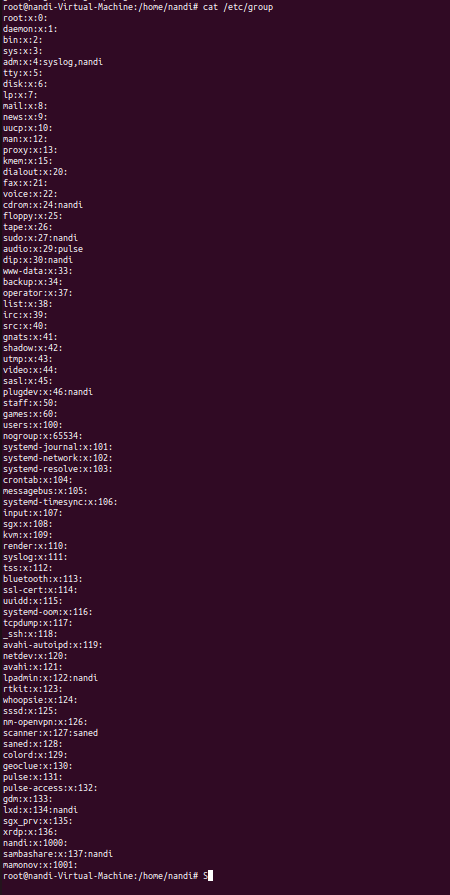 root@nandi-Virtual-Machine:/home/nandi# cat /etc/group
root:x:0:
daemon:x:1:
bin:x:2:
sys:x:3:
adm:x:4:syslog,nandi
tty:x:5:
disk:x:6:
lp:x:7:
mail:x:8:
news:x:9:
uucp:x:10:
man:x:12:
proxy:x:13:
kmem:x:15:
dialout:x:20:
fax:x:21:
voice:x:22:
cdrom:x:24:nandi
floppy:x:25:
tape:x:26:
sudo:x:27:nandi
audio:x:29:pulse
dip:x:30:nandi
www-data:x:33:
backup:x:34:
operator:x:37:
list:x:38:
irc:x:39:
src:x:40:
gnats:x:41:
shadow:x:42:
utmp:x:43:
video:x:44:
sasl:x:45:
plugdev:x:46:nandi
staff:x:50:
games:x:60:
users:x:100:
nogroup:x:65534:
systemd-journal:x:101:
systemd-network:x:102:
systemd-resolve:x:103:
crontab:x:104:
messagebus:x:105:
systemd-timesync:x:106:
input:x:107:
sgx:x:108:
kvm:x:109:
render:x:110:
syslog:x:111:
tss:x:112:
bluetooth:x:113:
ssl-cert:x:114:
uuidd:x:115:
systemd-oom:x:116:
tcpdump:x:117:
_ssh:x:118:
avahi-autoipd:x:119:
netdev:x:120:
avahi:x:121:
lpadmin:x:122:nandi
rtkit:x:123:
whoopsie:x:124:
sssd:x:125:
nm-openvpn:x:126:
scanner:x:127:saned
saned:x:128:
colord:x:129:
geoclue:x:130:
pulse:x:131:
pulse-access:x:132:
gdm:x:133:
lxd:x:134:nandi
sgx_prv:x:135:
xrdp:x:136:
nandi:x:1000:
sambashare:x:137:nandi
mamonov:x:1001:
root@nandi-Virtual-Machine:/home/nandi# S